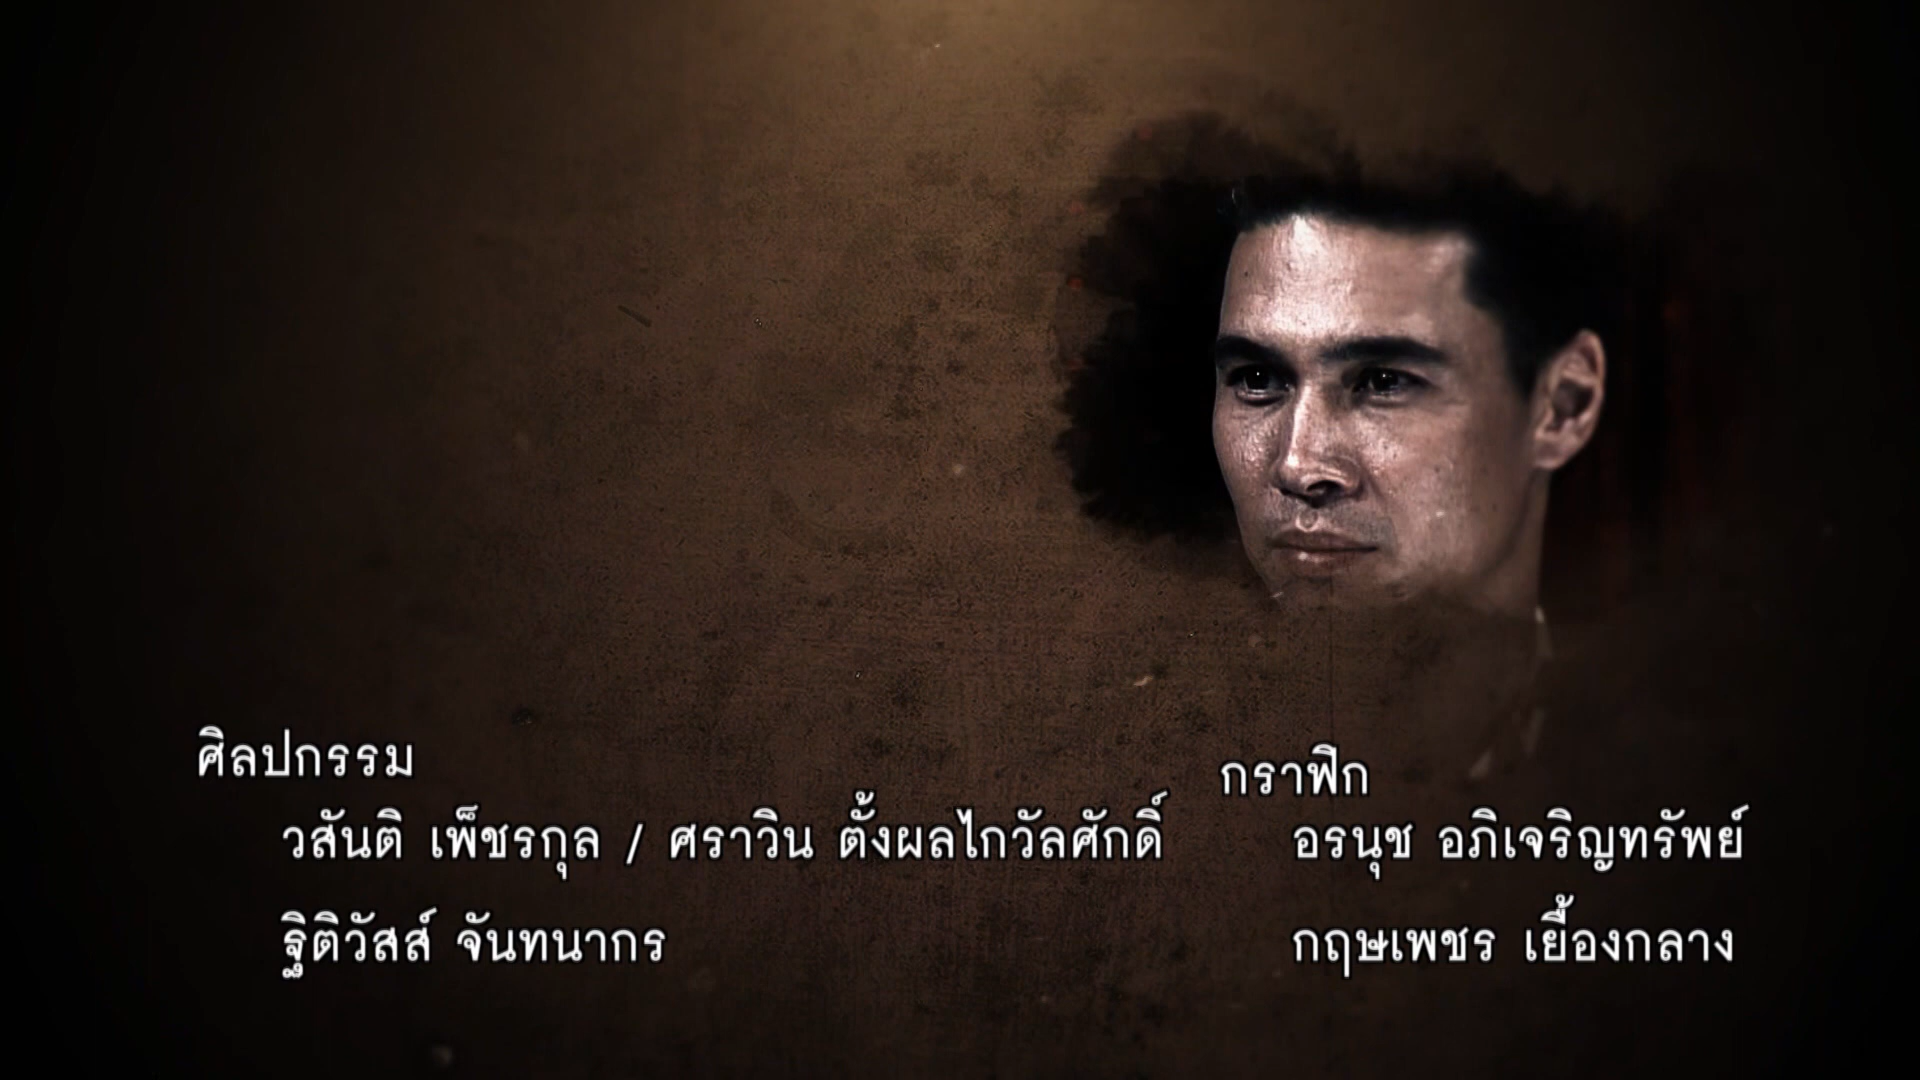 ศิลปกรรม
วสันติ เพ็ชรกุล / ศราวิน ตั้งผลไกวัลศักดิ์
ฐิติวัสส์ จันทนากร
กราฟิก
อรนุช อภิเจริญทรัพย์
กฤษเพชร เยื้องกลาง